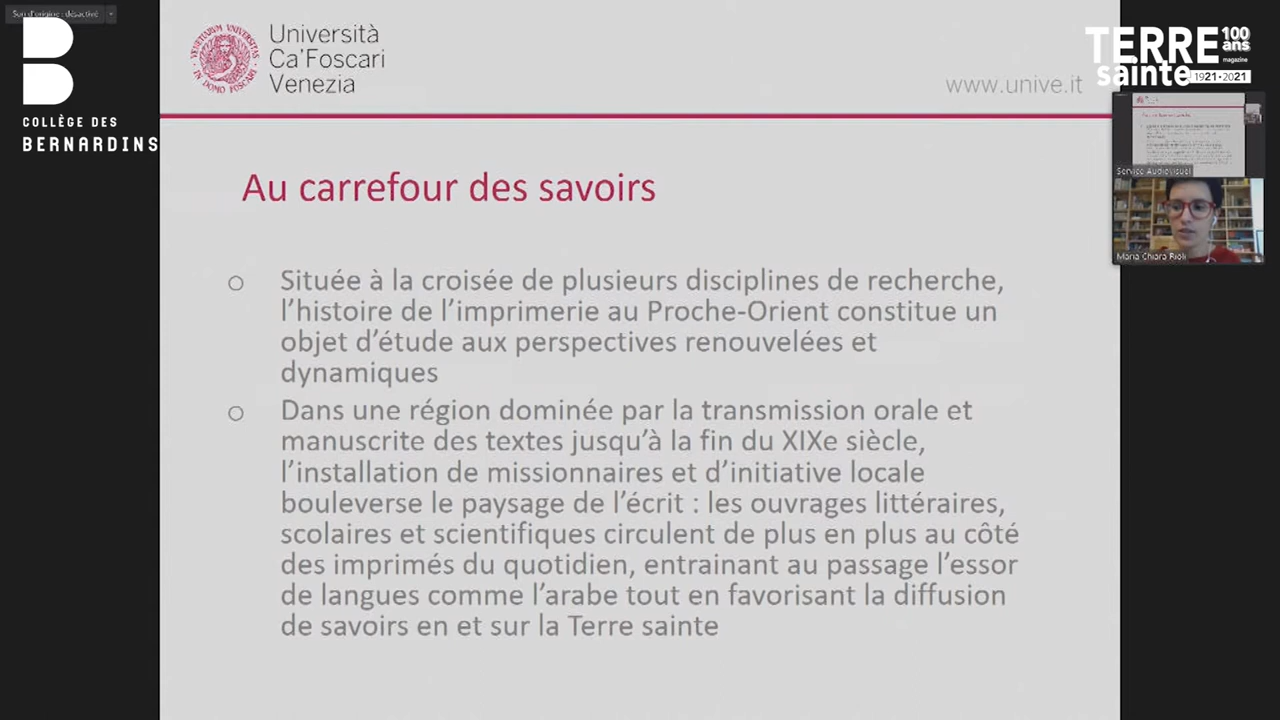 Son d'origine : désactivé
COLLÈGE DES
BERNARDINS
Università
Ca'Foscari
Venezia
www.unive.it
TERRE
sainte
100
ans
magazine
1921•2021
Service Audiovisuel
Maria Chiara Rioli
Au carrefour des savoirs
○ Située à la croisée de plusieurs disciplines de recherche,
l'histoire de l'imprimerie au Proche-Orient constitue un
objet d'étude aux perspectives renouvelées et
dynamiques
○ Dans une région dominée par la transmission orale et
manuscrite des textes jusqu'à la fin du XIXe siècle,
l'installation de missionnaires et d'initiative locale
bouleverse le paysage de l'écrit : les ouvrages littéraires,
scolaires et scientifiques circulent de plus en plus au côté
des imprimés du quotidien, entrainant au passage l'essor
de langues comme l'arabe tout en favorisant la diffusion
de savoirs en et sur la Terre sainte